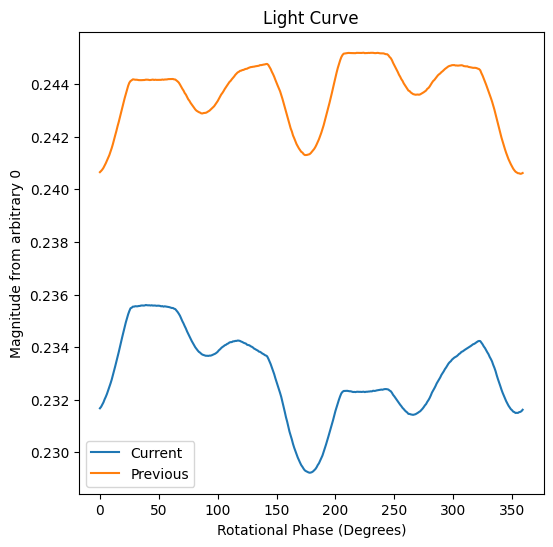 Light Curve
Magnitude from arbitrary 0
0.244
0.242
0.240
0.238
0.236
0.234
0.232
0.230
Current
Previous
0 50 100 150 200 250 300 350
Rotational Phase (Degrees)